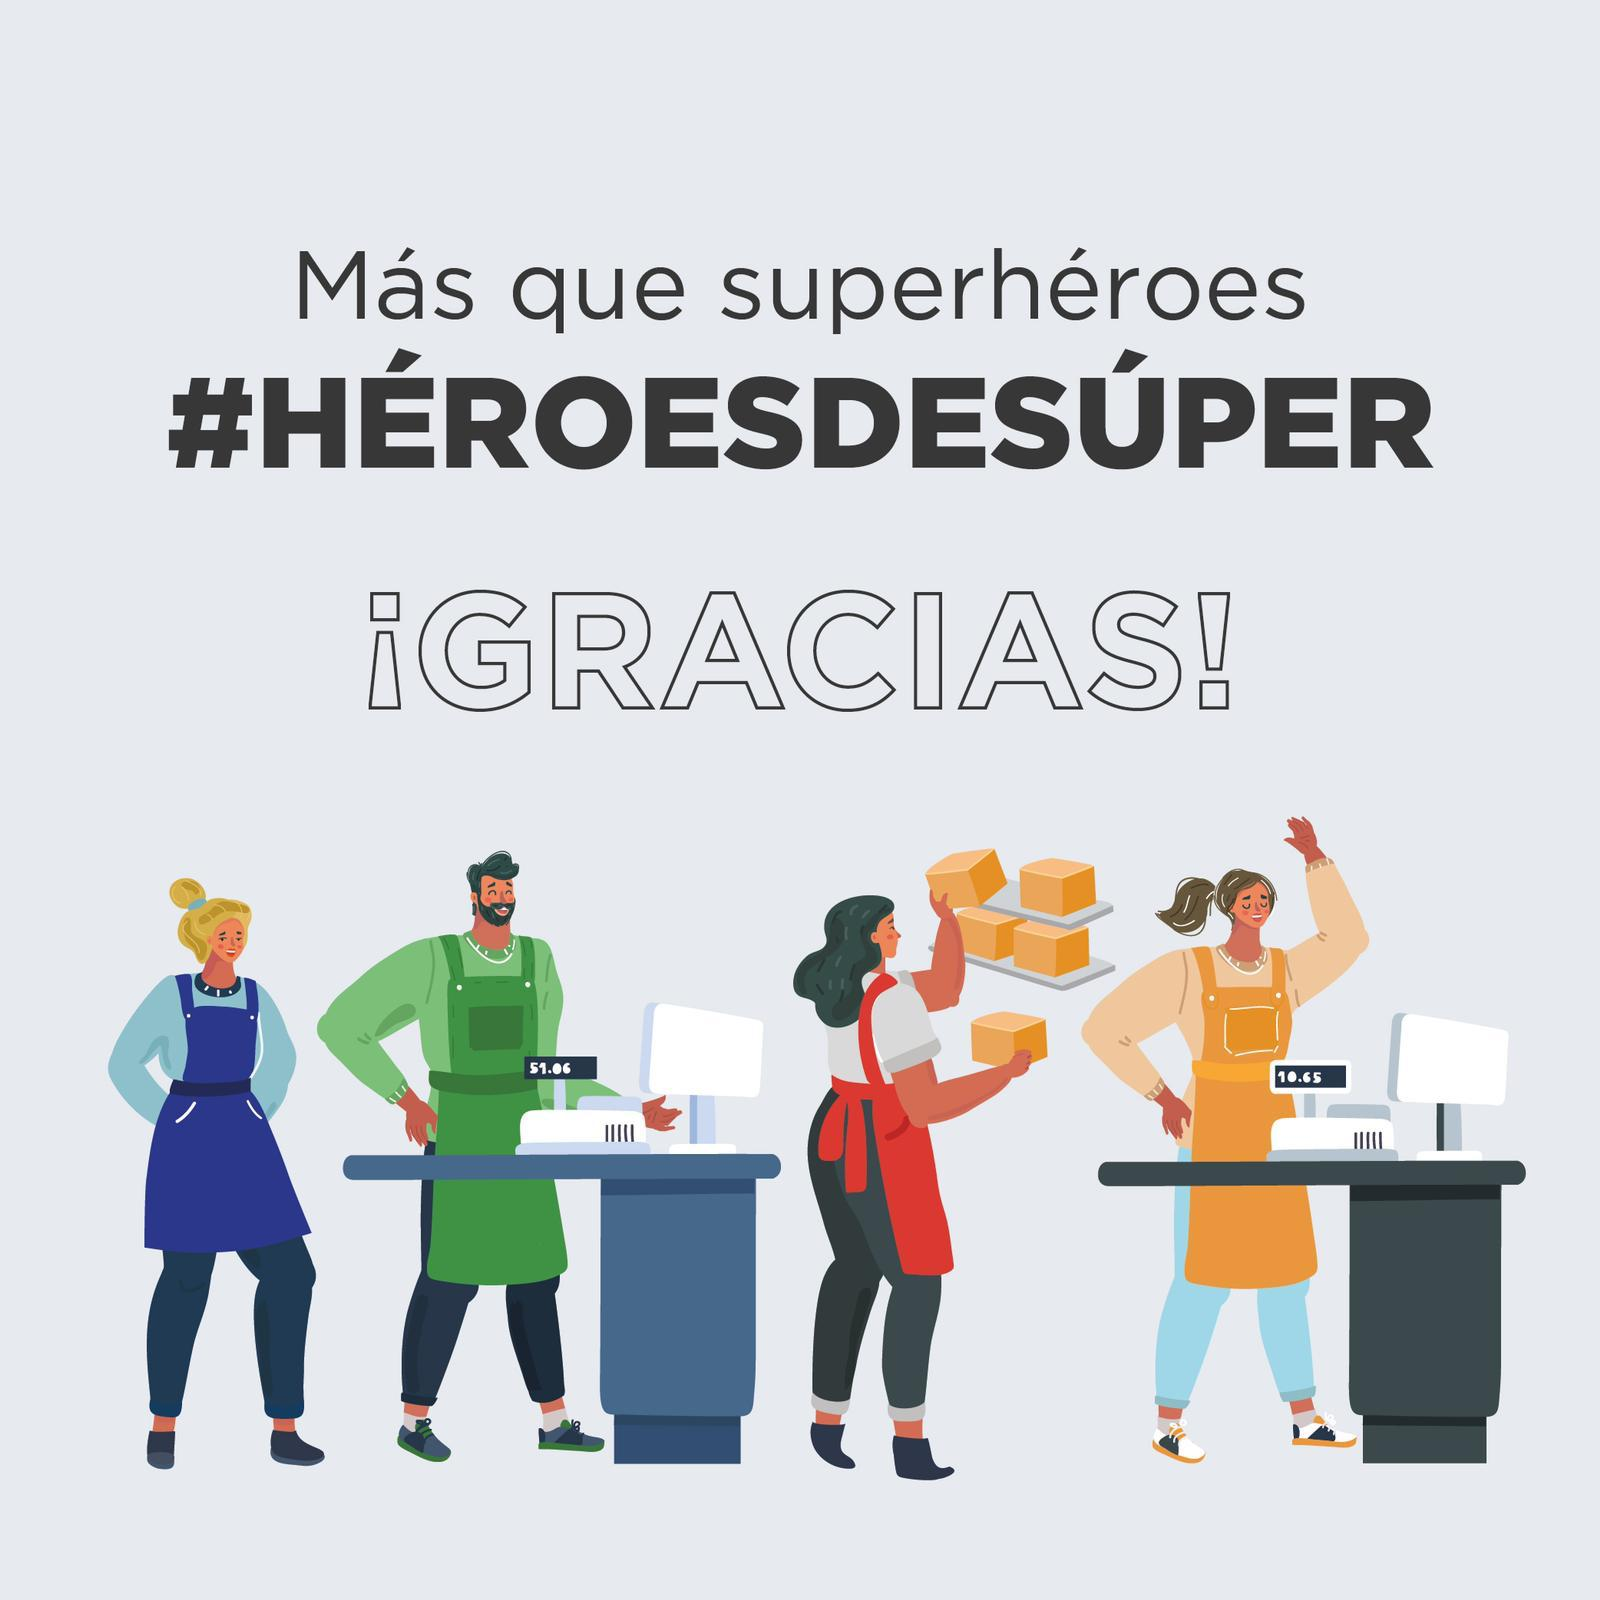 Más que superhéroes
#HÉROESDESÚPER
¡GRACIAS!
51.06
10.65